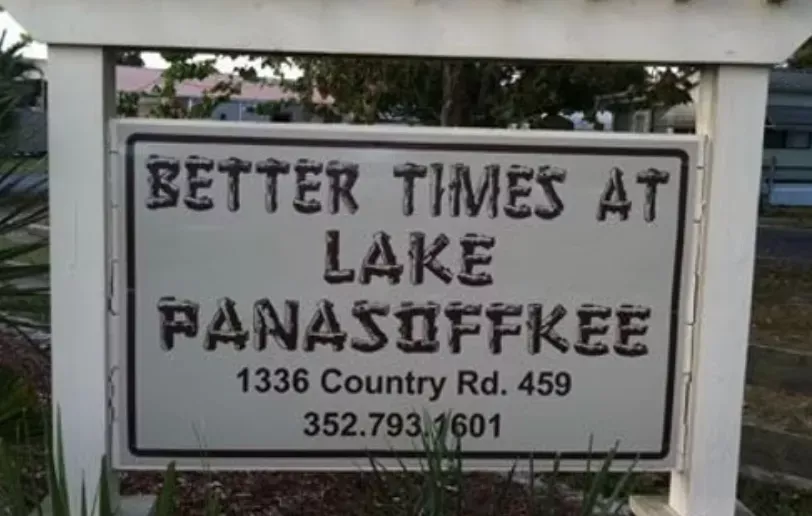 BETTER TIMES AT
LAKE
PANASOFFKEE
1336 Country Rd. 459
352.793.1601